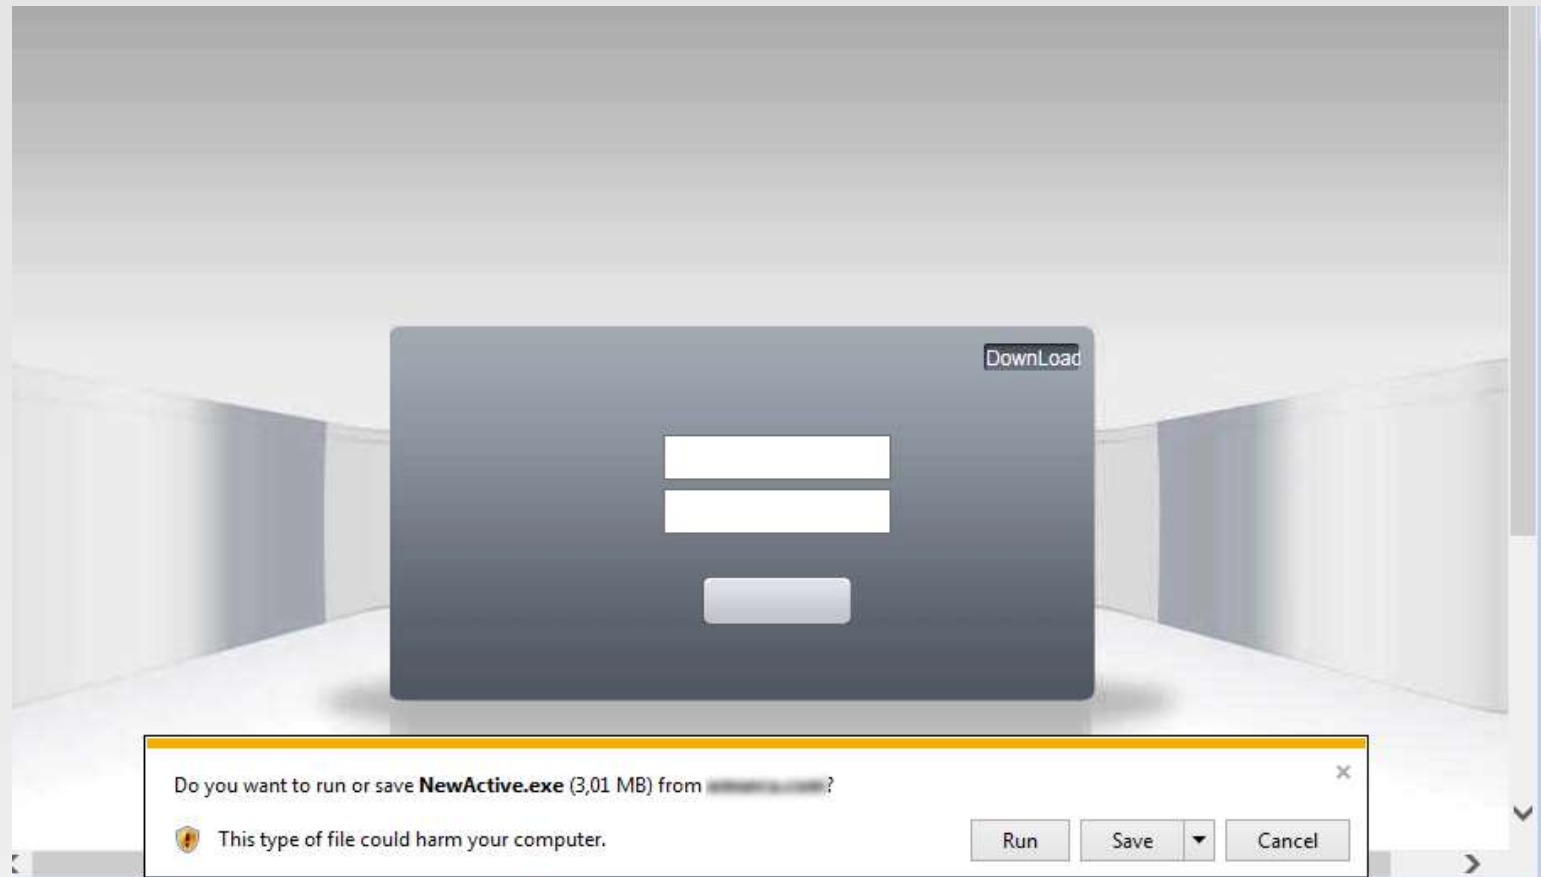 DownLoad
Do you want to run or save NewActive.exe (3,01 MB) from ?
This type of file could harm your computer.
Run
Save
Cancel